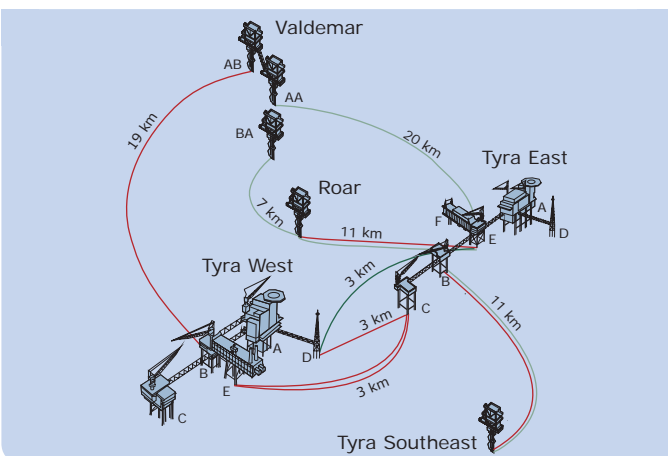 Valdemar
AB
AA
19 km
BA
20 km
Tyra East
Roar
7 km
11 km
F
A
E
D
Tyra West
3 km
B
C
3 km
11 km
A
D
B
E
3 km
C
Tyra Southeast